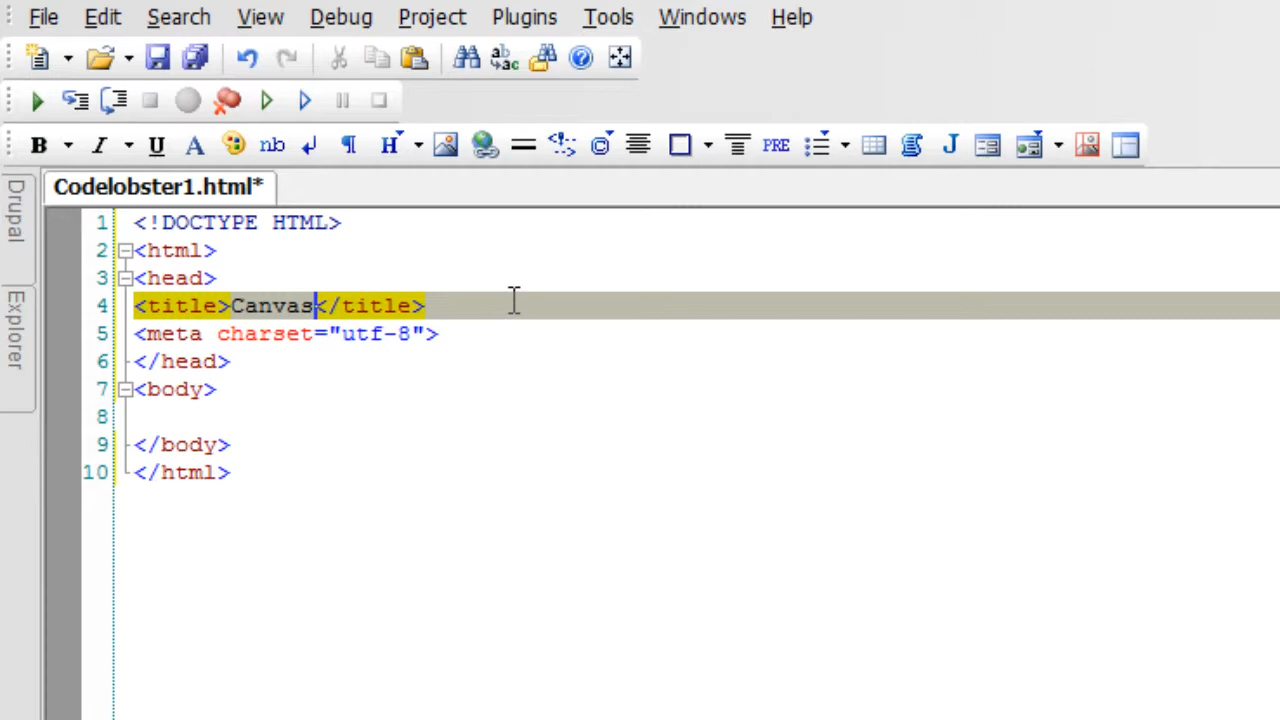 File Edit Search View Debug Project Plugins Tools Windows Help
B I U A nb H PRE J
Codelobster1.html*
Drupal
Explorer
1 <!DOCTYPE HTML>
2 <html>
3 <head>
4 <title>Canvas</title>
5 <meta charset="utf-8">
6 </head>
7 <body>
8
9 </body>
10 </html>